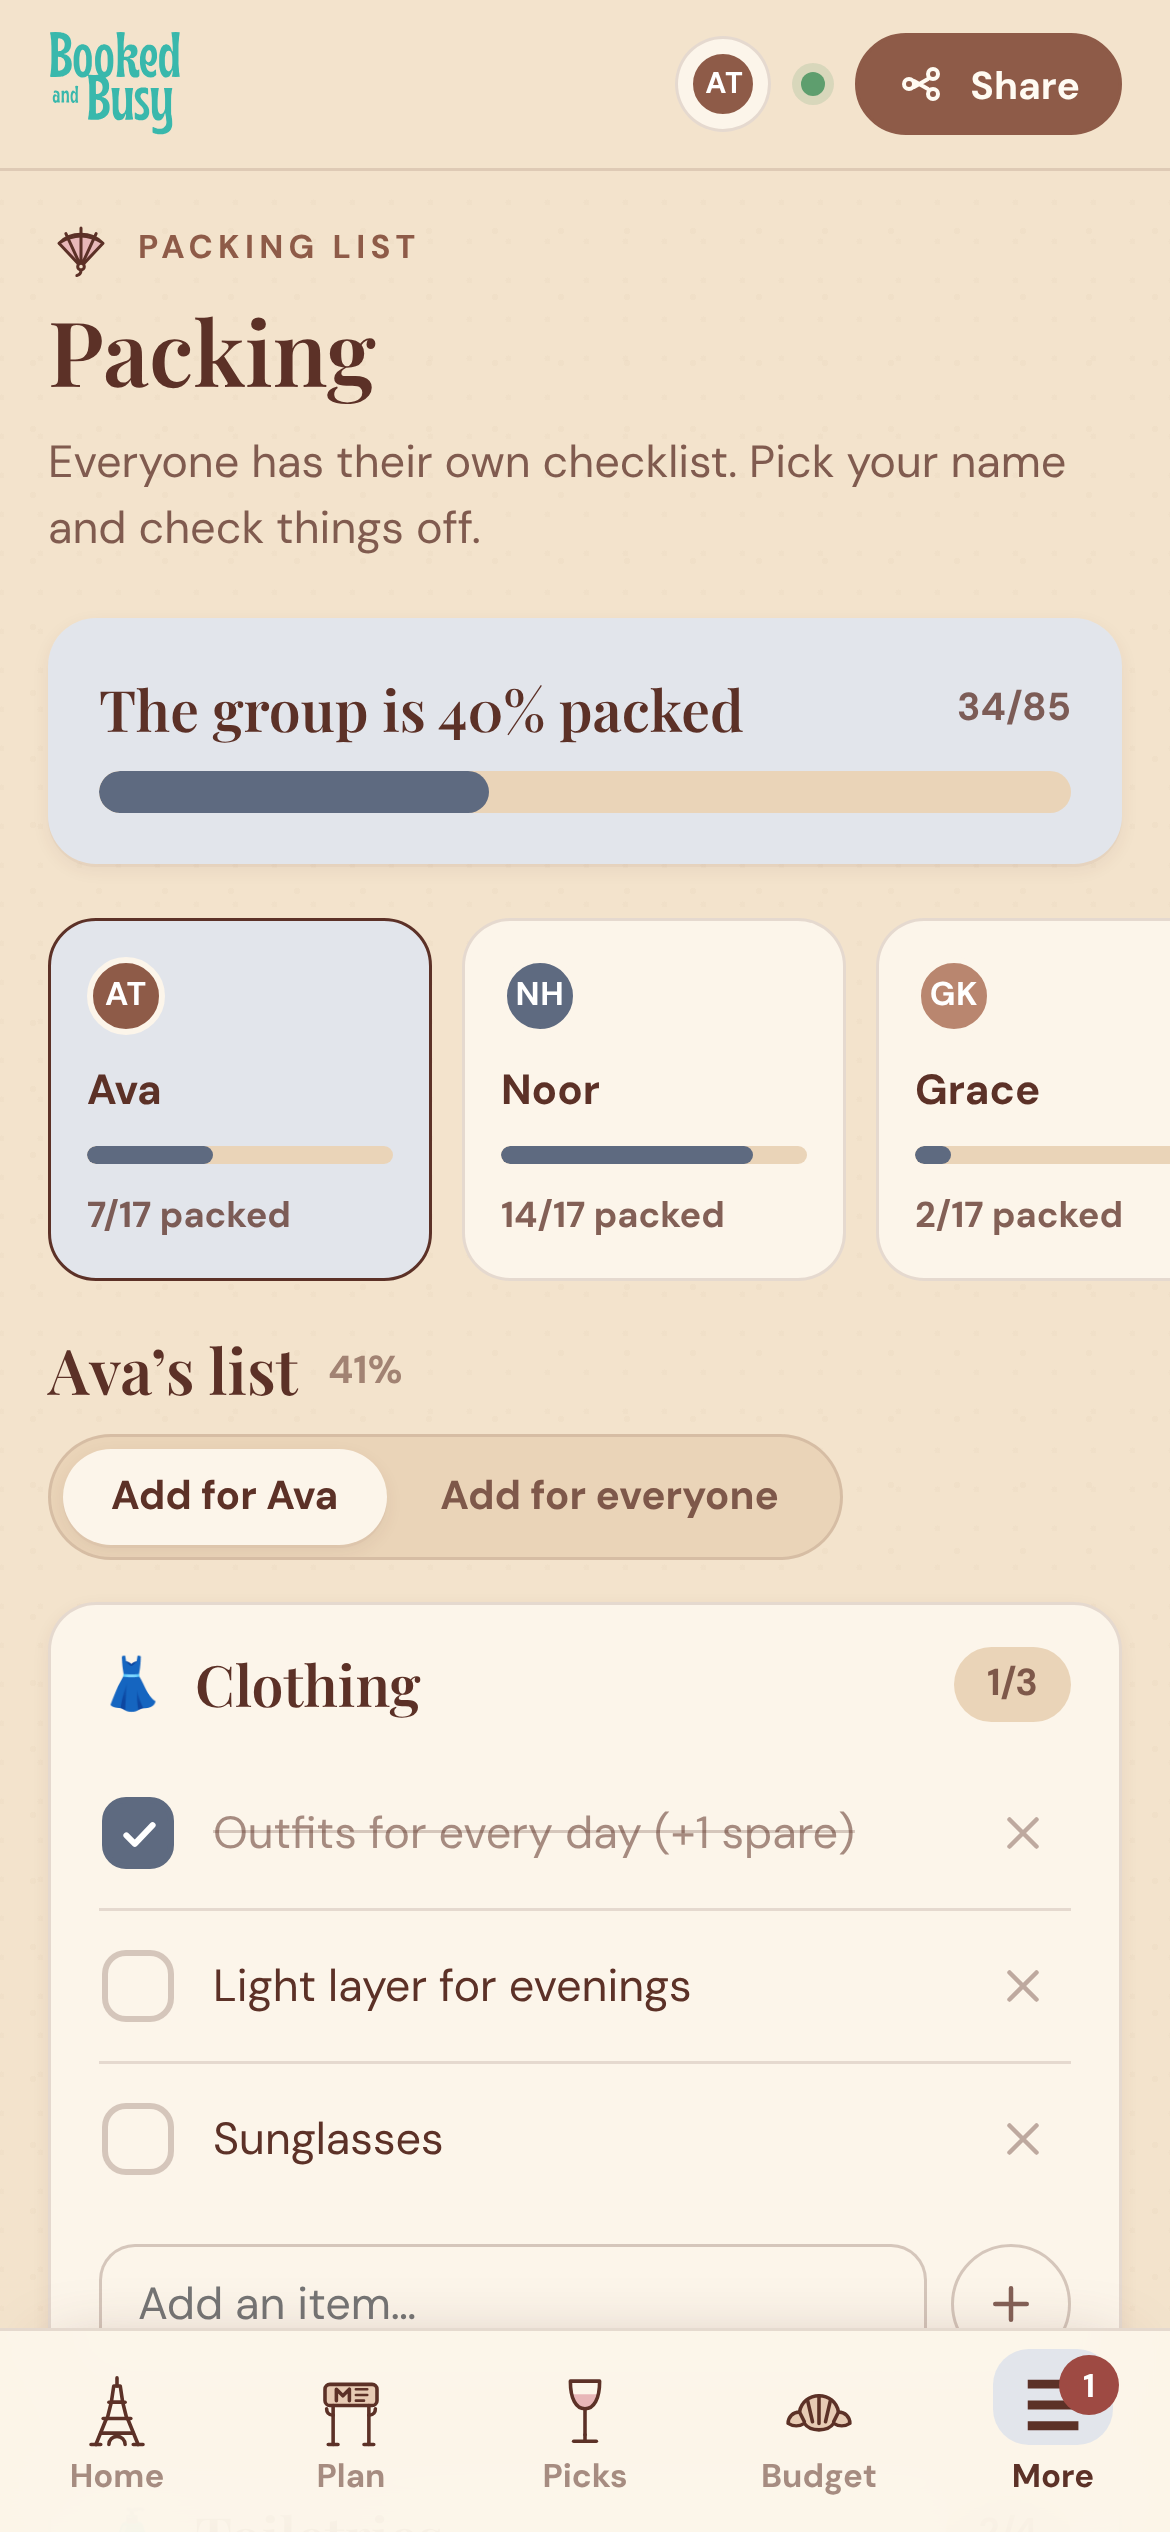 Booked
and Busy
AT
Share
PACKING LIST
Packing
Everyone has their own checklist. Pick your name
and check things off.
The group is 40% packed
34/85
AT
Ava
7/17 packed
NH
Noor
14/17 packed
GK
Grace
2/17 packed
Ava's list 41%
Add for Ava
Add for everyone
Clothing
1/3
Outfits for every day (+1 spare)
Light layer for evenings
Sunglasses
Add an item...
Home
M
Plan
Picks
Budget
1
More